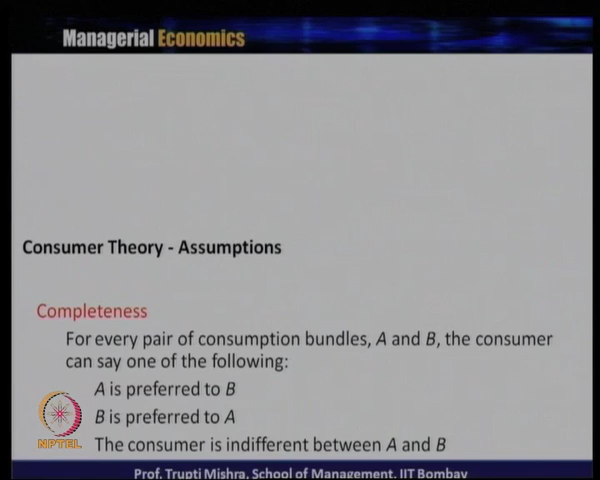 Managerial Economics
Consumer Theory - Assumptions
Completeness
For every pair of consumption bundles, A and B, the consumer
can say one of the following:
A is preferred to B
B is preferred to A
The consumer is indifferent between A and B
NPTEL
Prof. Trupti Mishra, School of Management, IIT Bombay